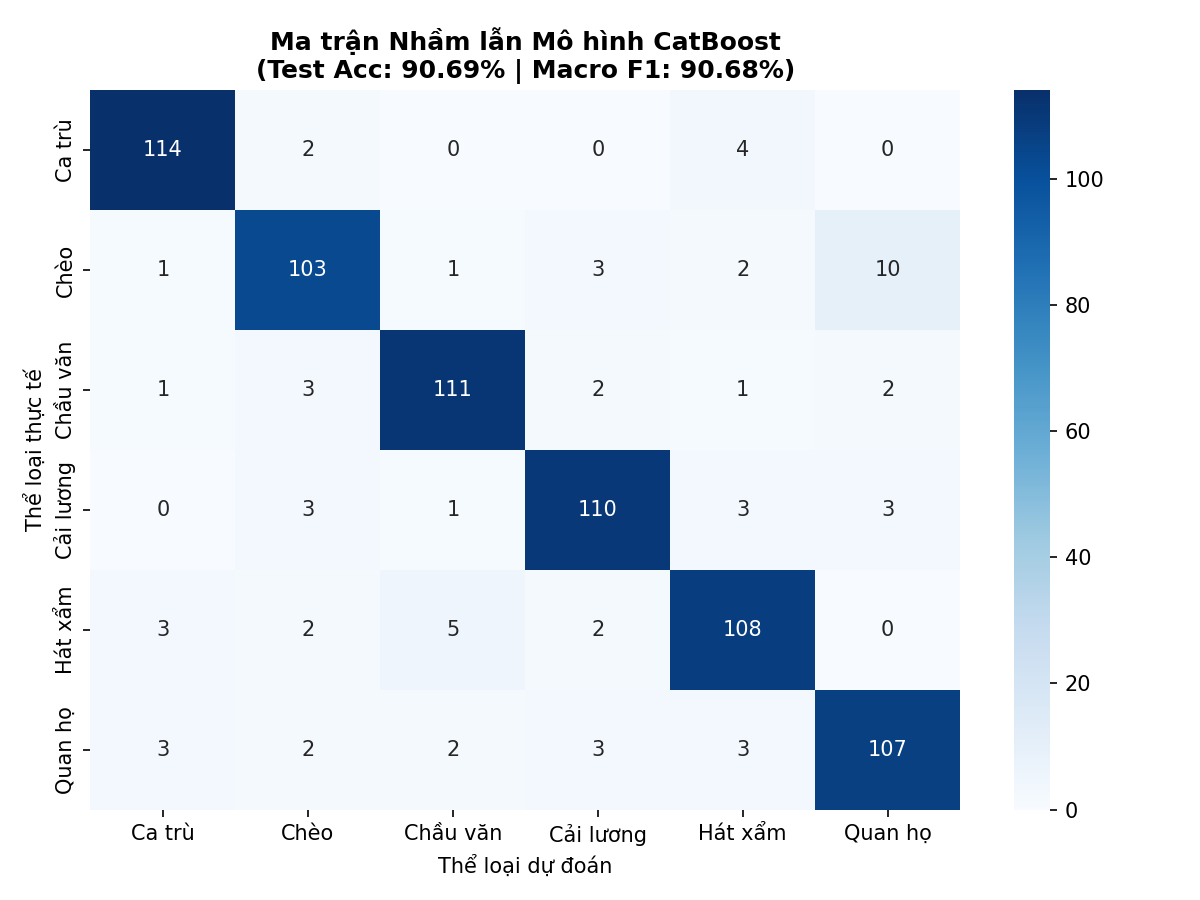 Ma trận Nhầm lẫn Mô hình CatBoost
(Test Acc: 90.69% | Macro F1: 90.68%)
Thể loại thực tế
Ca trù 114 2 0 0 4 0
Chèo 1 103 1 3 2 10
Chầu văn 1 3 111 2 1 2
Cải lương 0 3 1 110 3 3
Hát xẩm 3 2 5 2 108 0
Quan họ 3 2 2 3 3 107
Ca trù Chèo Chầu văn Cải lương Hát xẩm Quan họ
Thể loại dự đoán
100
80
60
40
20
0